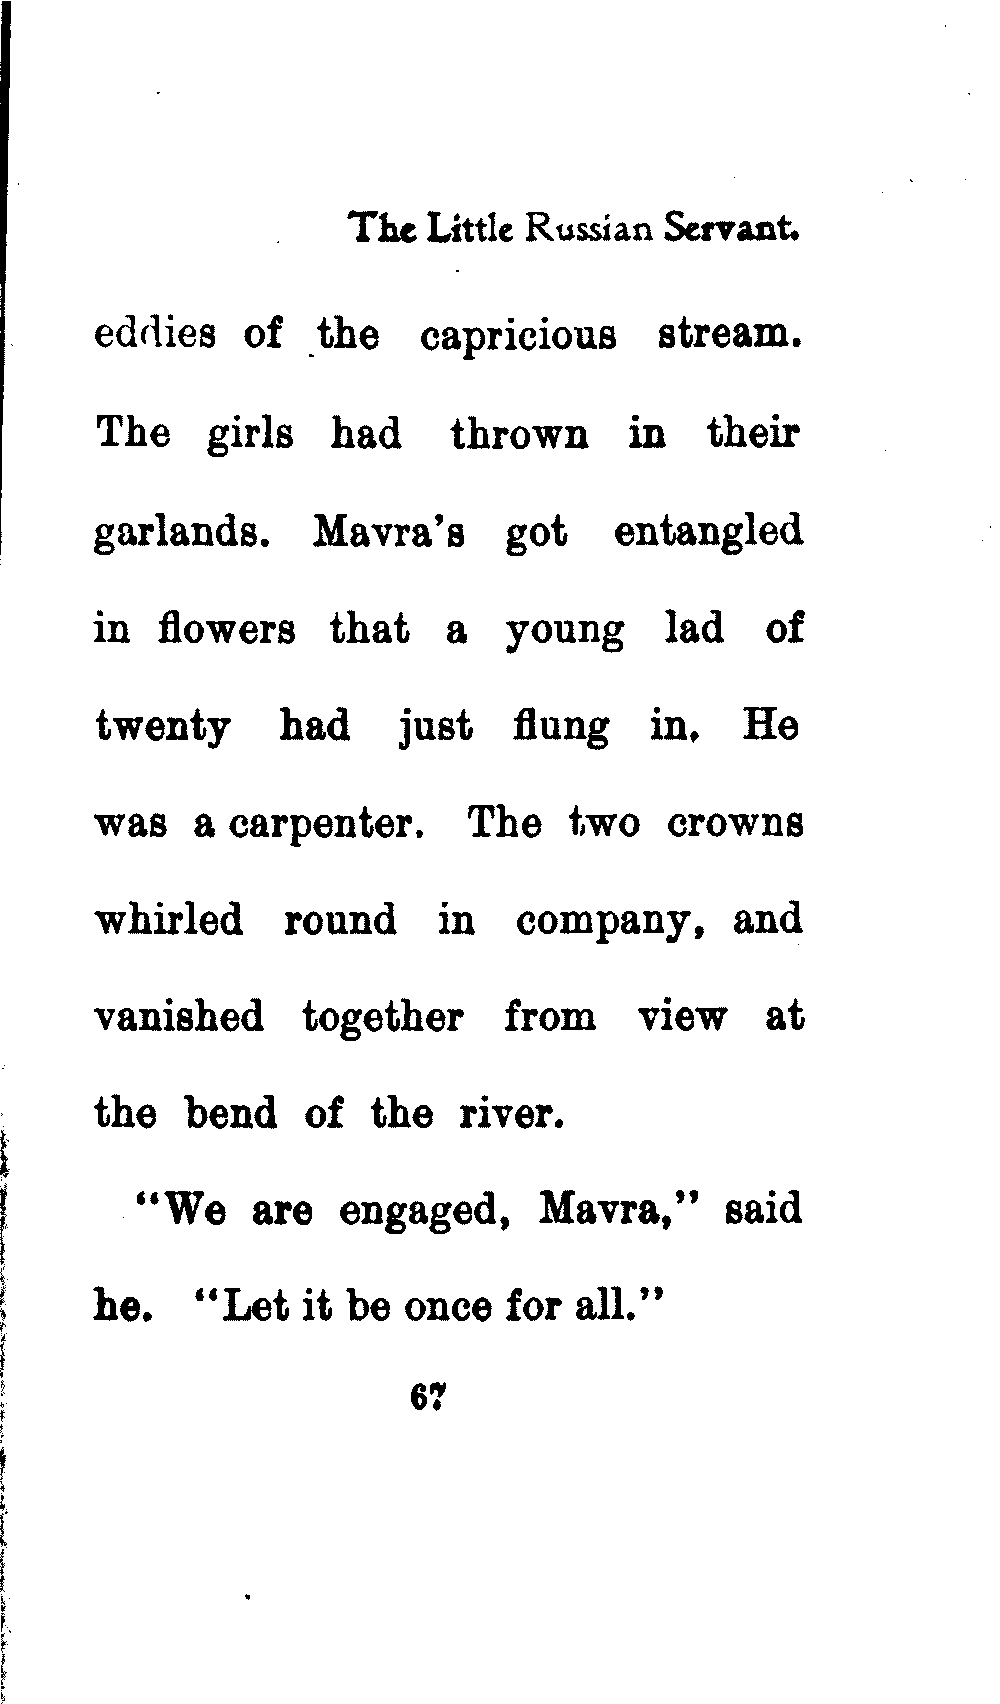 The Little Russian Servant.
eddies of the capricious stream.
The girls had thrown in their
garlands. Mavra's got entangled
in flowers that a young lad of
twenty had just flung in. He
was a carpenter. The two crowns
whirled round in company, and
vanished together from view at
the bend of the river.
"We are engaged, Mavra," said
he. "Let it be once for all."
67